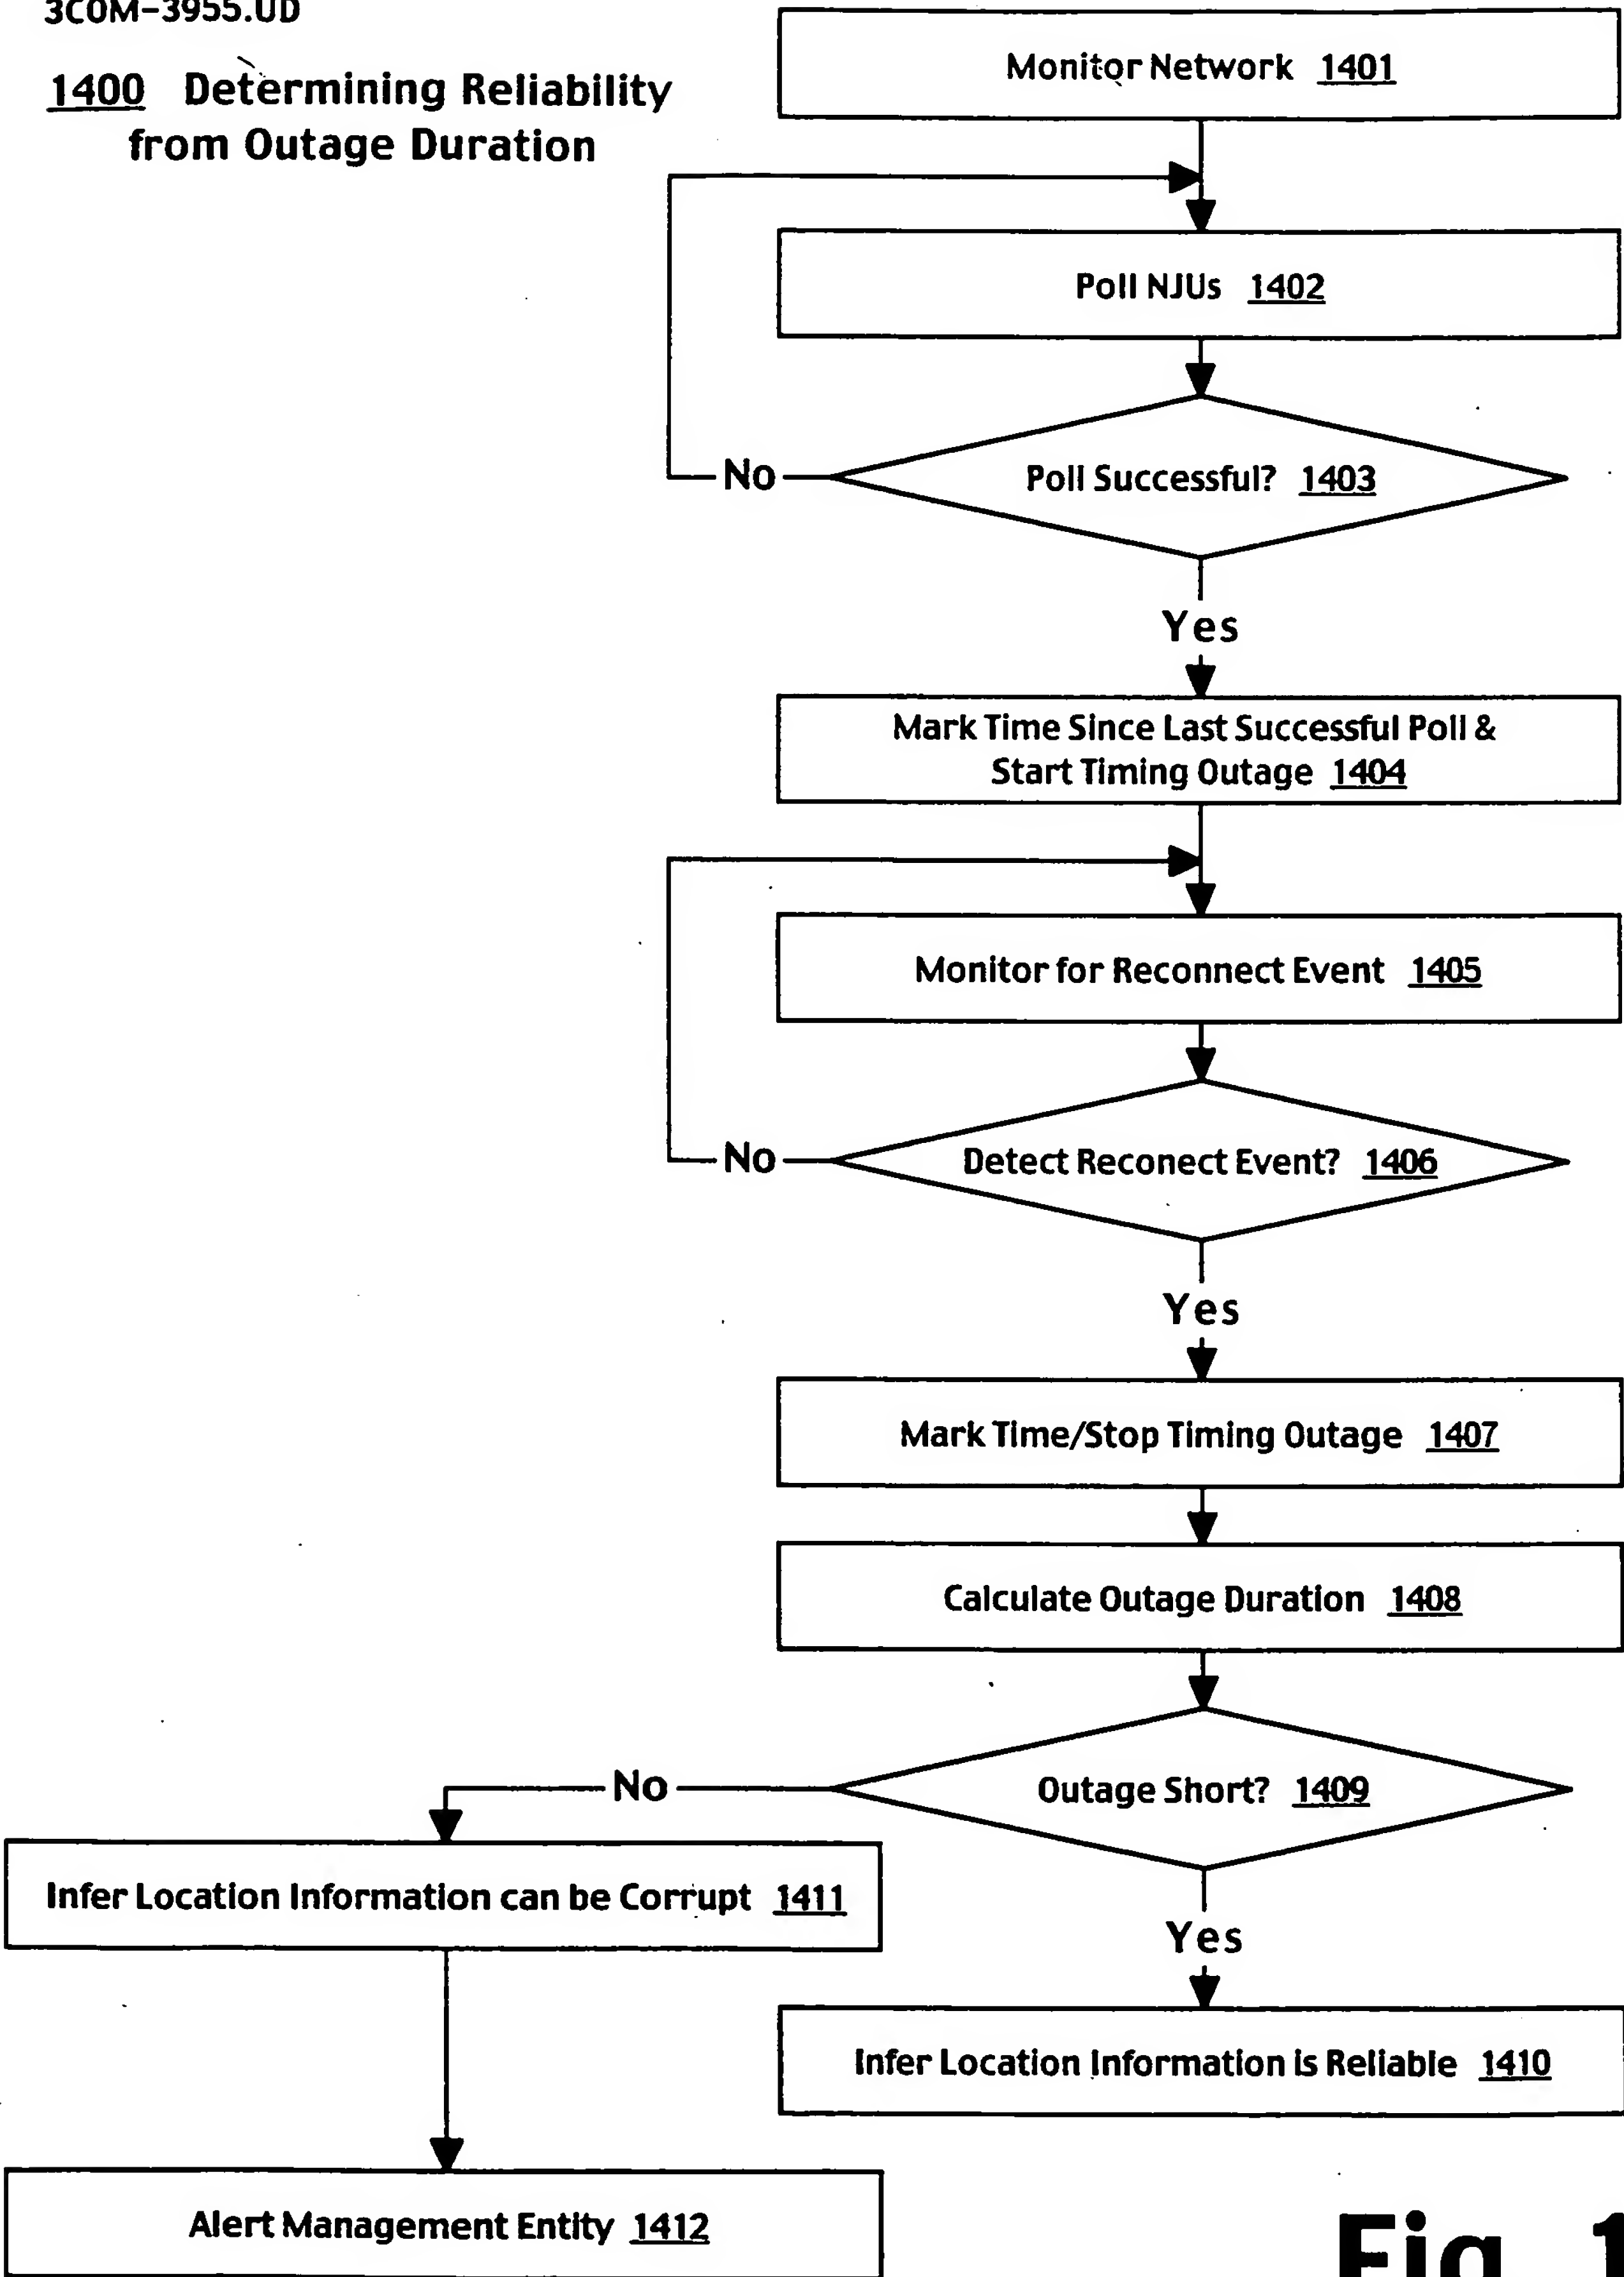 3COM-3955.UD
1400 Determining Reliability
from Outage Duration
Monitor Network 1401
Poll NJUs 1402
Poll Successful? 1403
No
Yes
Mark Time Since Last Successful Poll &
Start Timing Outage 1404
Monitor for Reconnect Event 1405
Detect Reconect Event? 1406
No
Yes
Mark Time/Stop Timing Outage 1407
Calculate Outage Duration 1408
Outage Short? 1409
No
Infer Location Information can be Corrupt 1411
Yes
Infer Location Information is Reliable 1410
Alert Management Entity 1412
Fig. 1